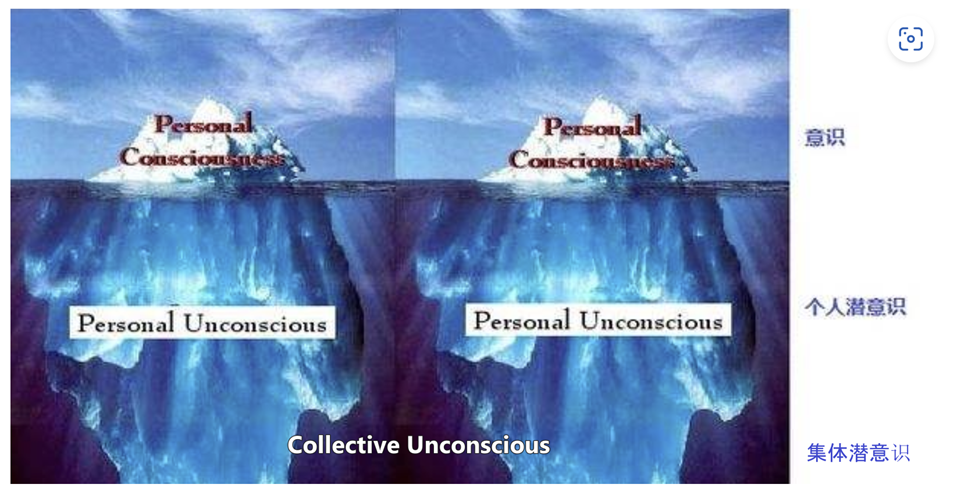 Personal
Consciousness
Personal
Consciousness
意识
Personal Unconscious
Personal Unconscious
个人潜意识
Collective Unconscious
集体潜意识